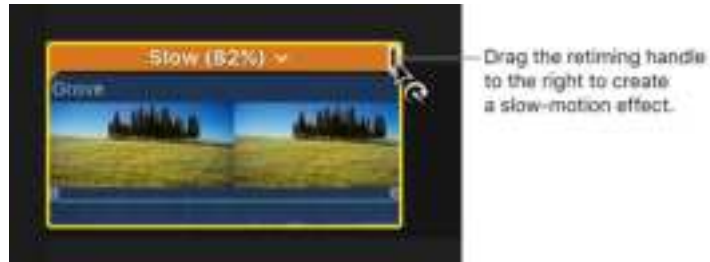 Slow (82%)
Grove
Drag the retiming handle
to the right to create
a slow-motion effect.